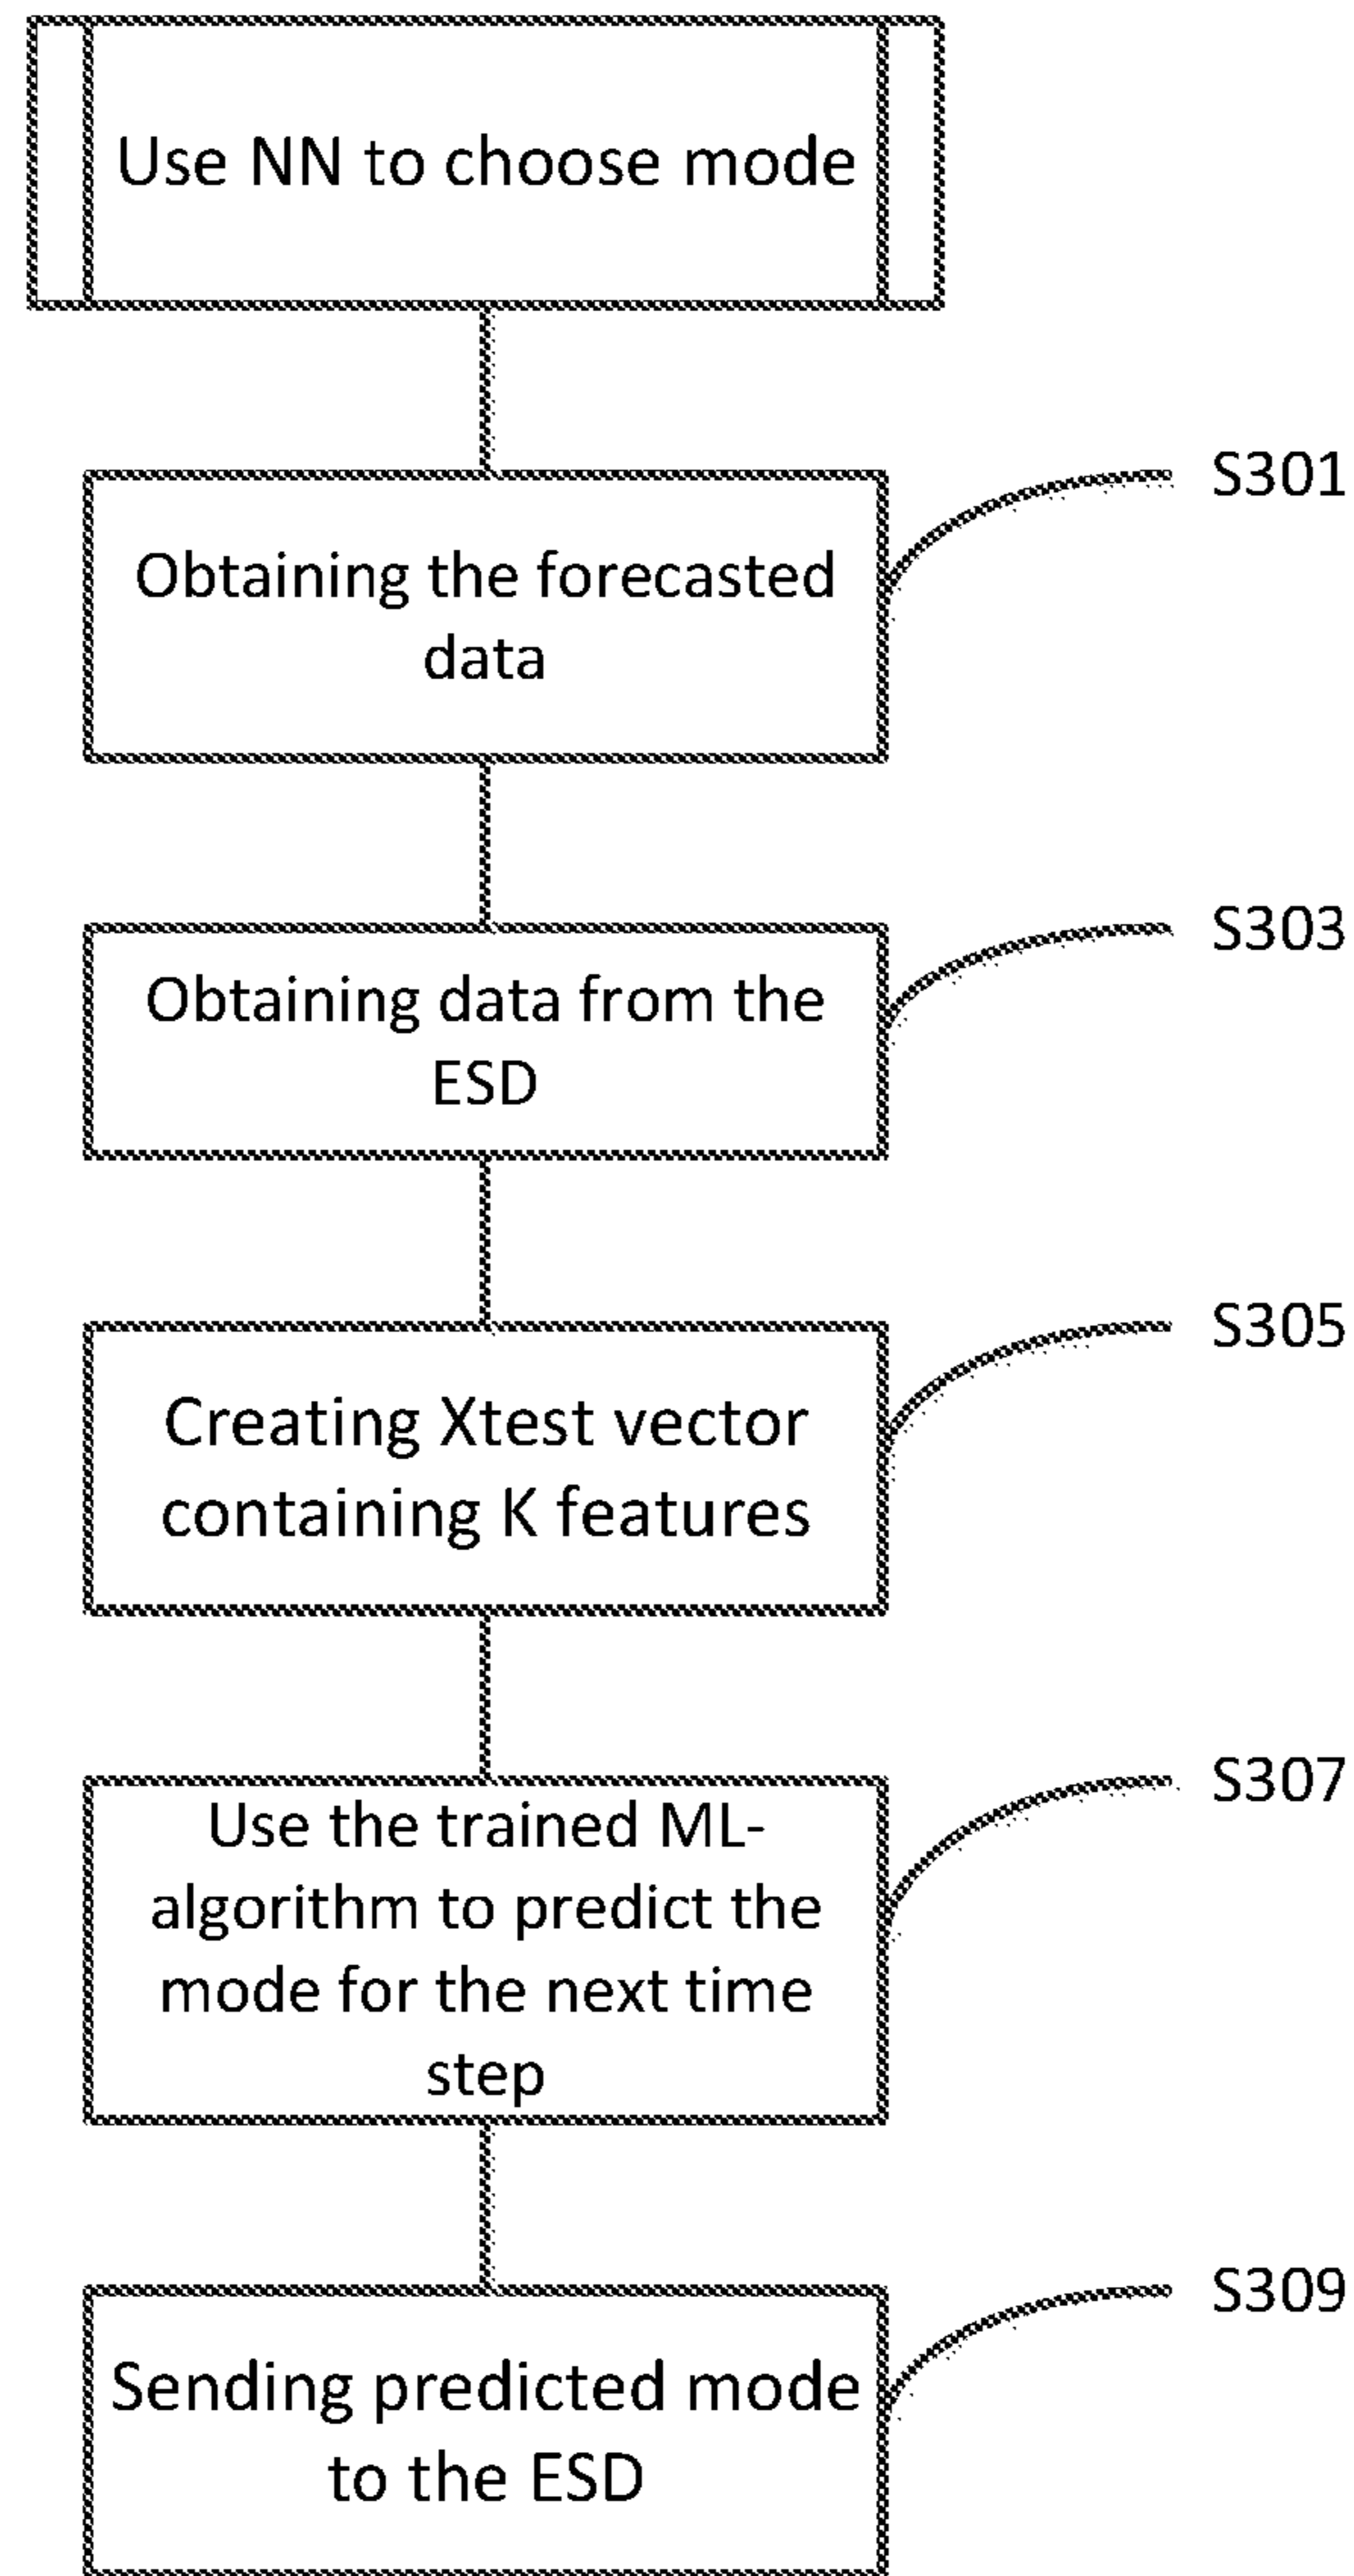 Use NN to choose mode
S301
Obtaining the forecasted
data
S303
Obtaining data from the
ESD
S305
Creating Xtest vector
containing K features
S307
Use the trained ML-
algorithm to predict the
mode for the next time
step
S309
Sending predicted mode
to the ESD